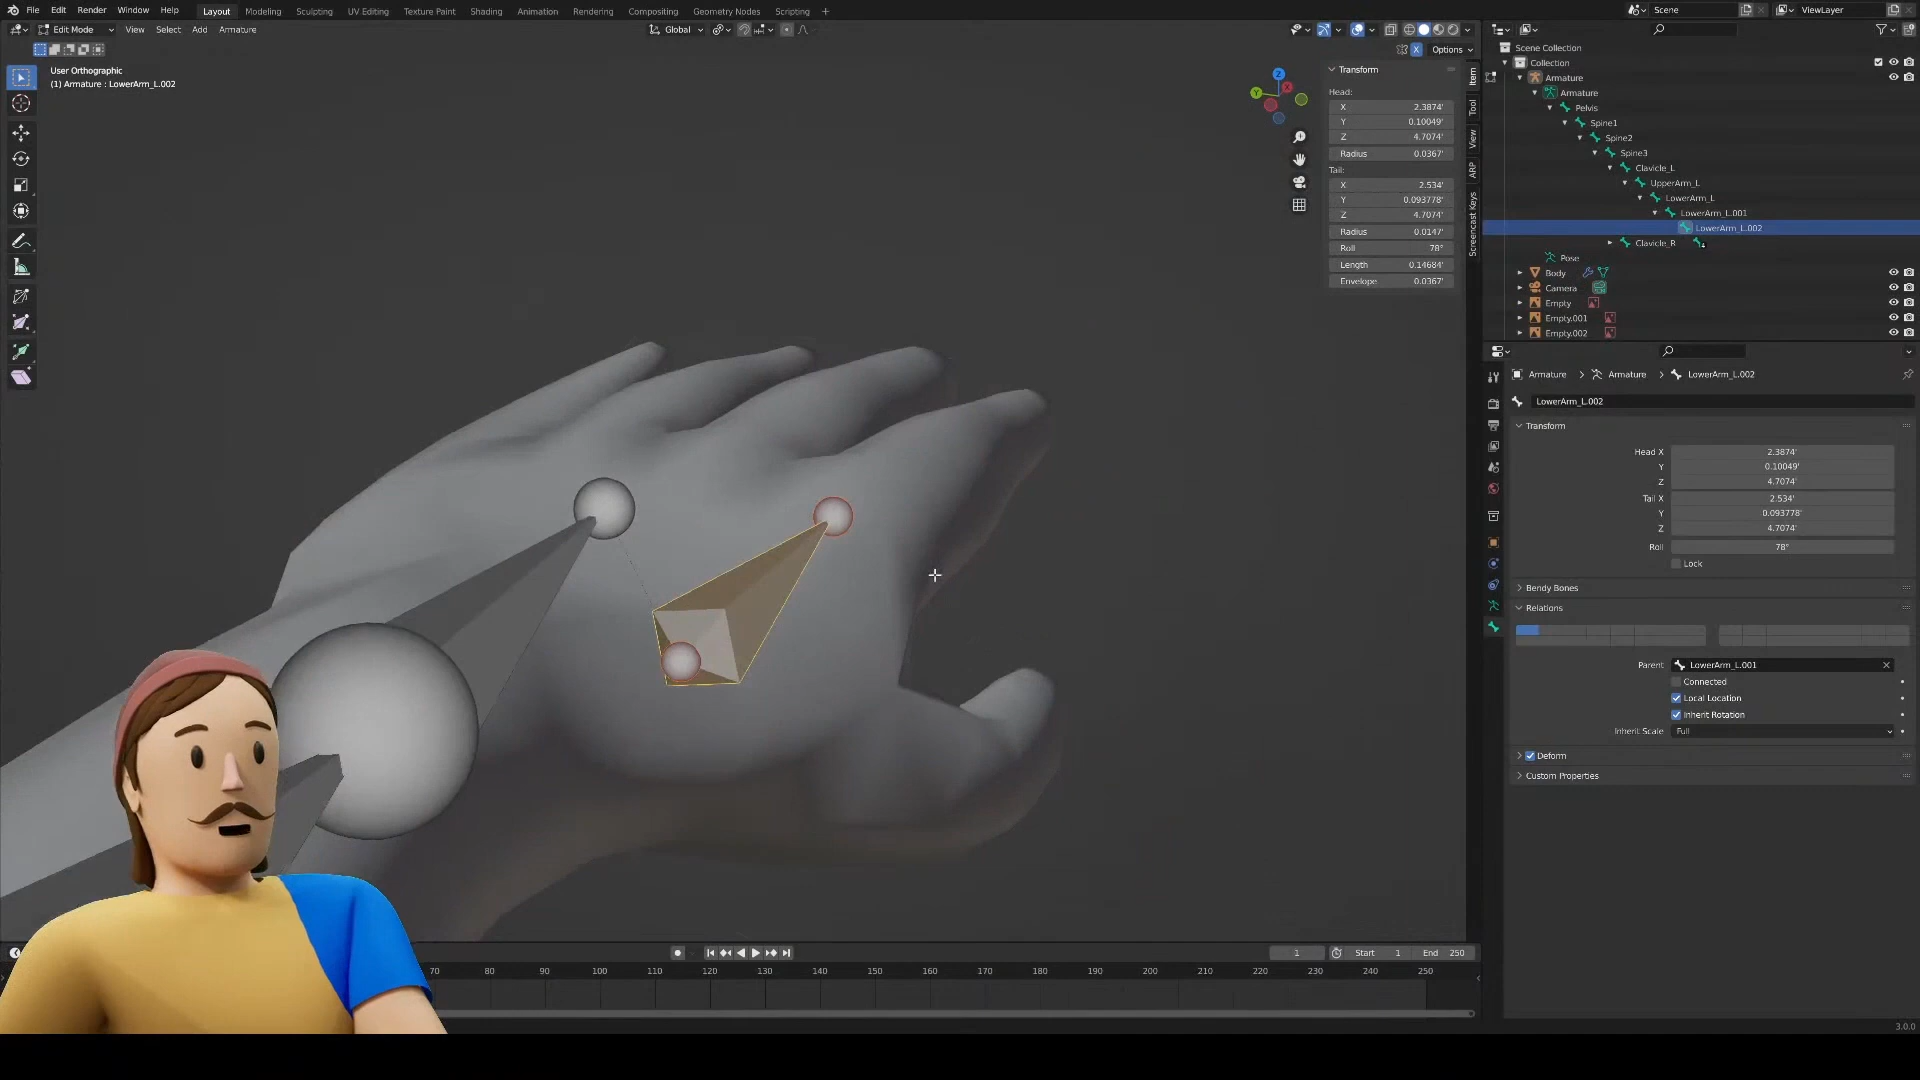 File Edit Render Window Help Layout Modeling Sculpting UV Editing Texture Paint Shading Animation Rendering Compositing Geometry Nodes Scripting + Scene ViewLayer
Edit Mode View Select Add Armature Global
Options
User Orthographic
(1) Armature : LowerArm_L.002
Z
X
Y
Transform
Head:
X 2.3874'
Y 0.10049'
Z 4.7074'
Radius 0.0367'
Tail:
X 2.534'
Y 0.093778'
Z 4.7074'
Radius 0.0147'
Roll 78°
Length 0.14684'
Envelope 0.0367'
Item
Tool
View
ARP
Screencast Keys
Scene Collection
Collection
Armature
Armature
Pelvis
Spine1
Spine2
Spine3
Clavicle_L
UpperArm_L
LowerArm_L
LowerArm_L.001
LowerArm_L.002
Clavicle_R
Pose
Body
Camera
Empty
Empty.001
Empty.002
Armature > Armature > LowerArm_L.002
LowerArm_L.002
Transform
Head X 2.3874'
Y 0.10049'
Z 4.7074'
Tail X 2.534'
Y 0.093778'
Z 4.7074'
Roll 78°
Lock
Bendy Bones
Relations
Parent LowerArm_L.001
Connected
Local Location
Inherit Rotation
Inherit Scale Full
Deform
Custom Properties
1 Start 1 End 250
70 80 90 100 110 120 130 140 150 160 170 180 190 200 210 220 230 240 250
3.0.0